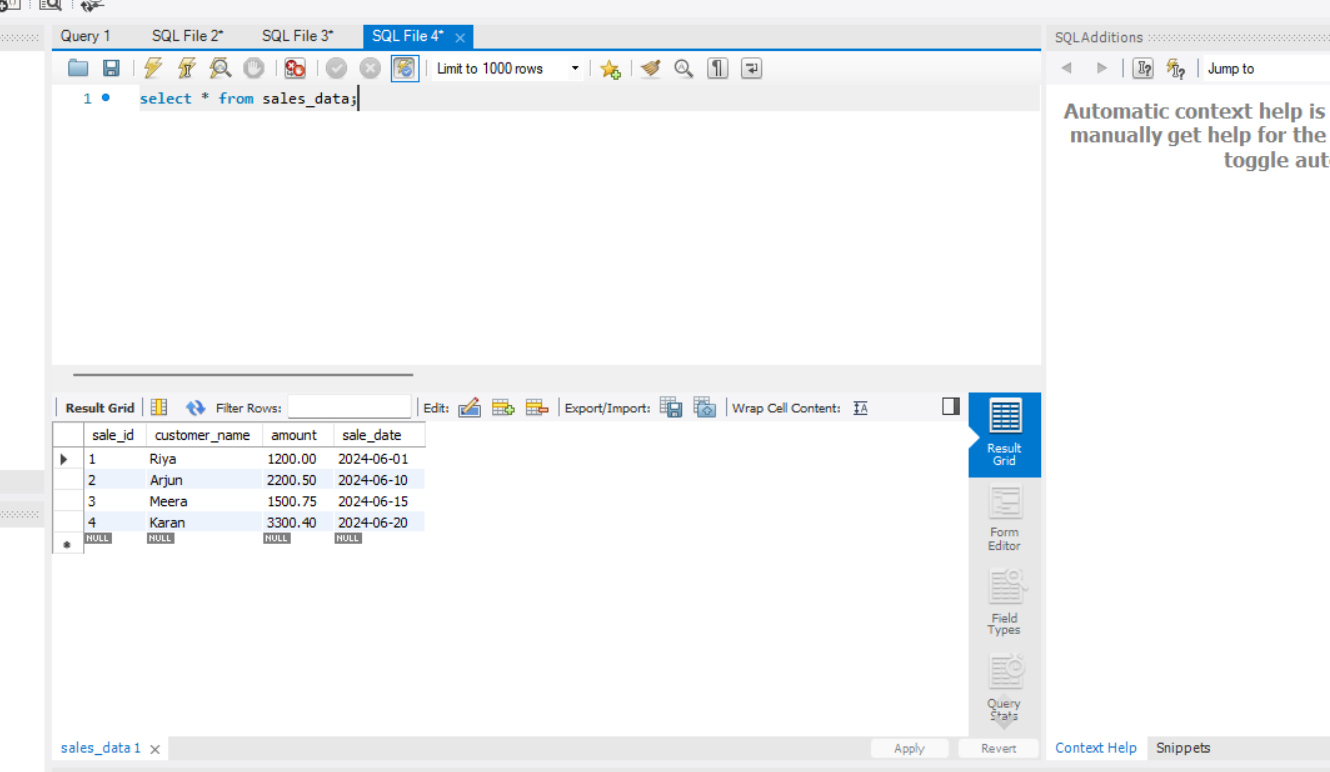 Query 1 SQL File 2* SQL File 3* SQL File 4* ×
SQLAdditions
Limit to 1000 rows
Jump to
1 select * from sales_data;
Automatic context help is
manually get help for the
toggle aut
Result Grid Filter Rows: Edit: Export/Import: Wrap Cell Content: IA
sale_id customer_name amount sale_date
1 Riya 1200.00 2024-06-01
2 Arjun 2200.50 2024-06-10
3 Meera 1500.75 2024-06-15
4 Karan 3300.40 2024-06-20
NULL NULL NULL NULL
Result
Grid
Form
Editor
Field
Types
Query
Stats
sales_data 1 ×
Apply Revert
Context Help Snippets